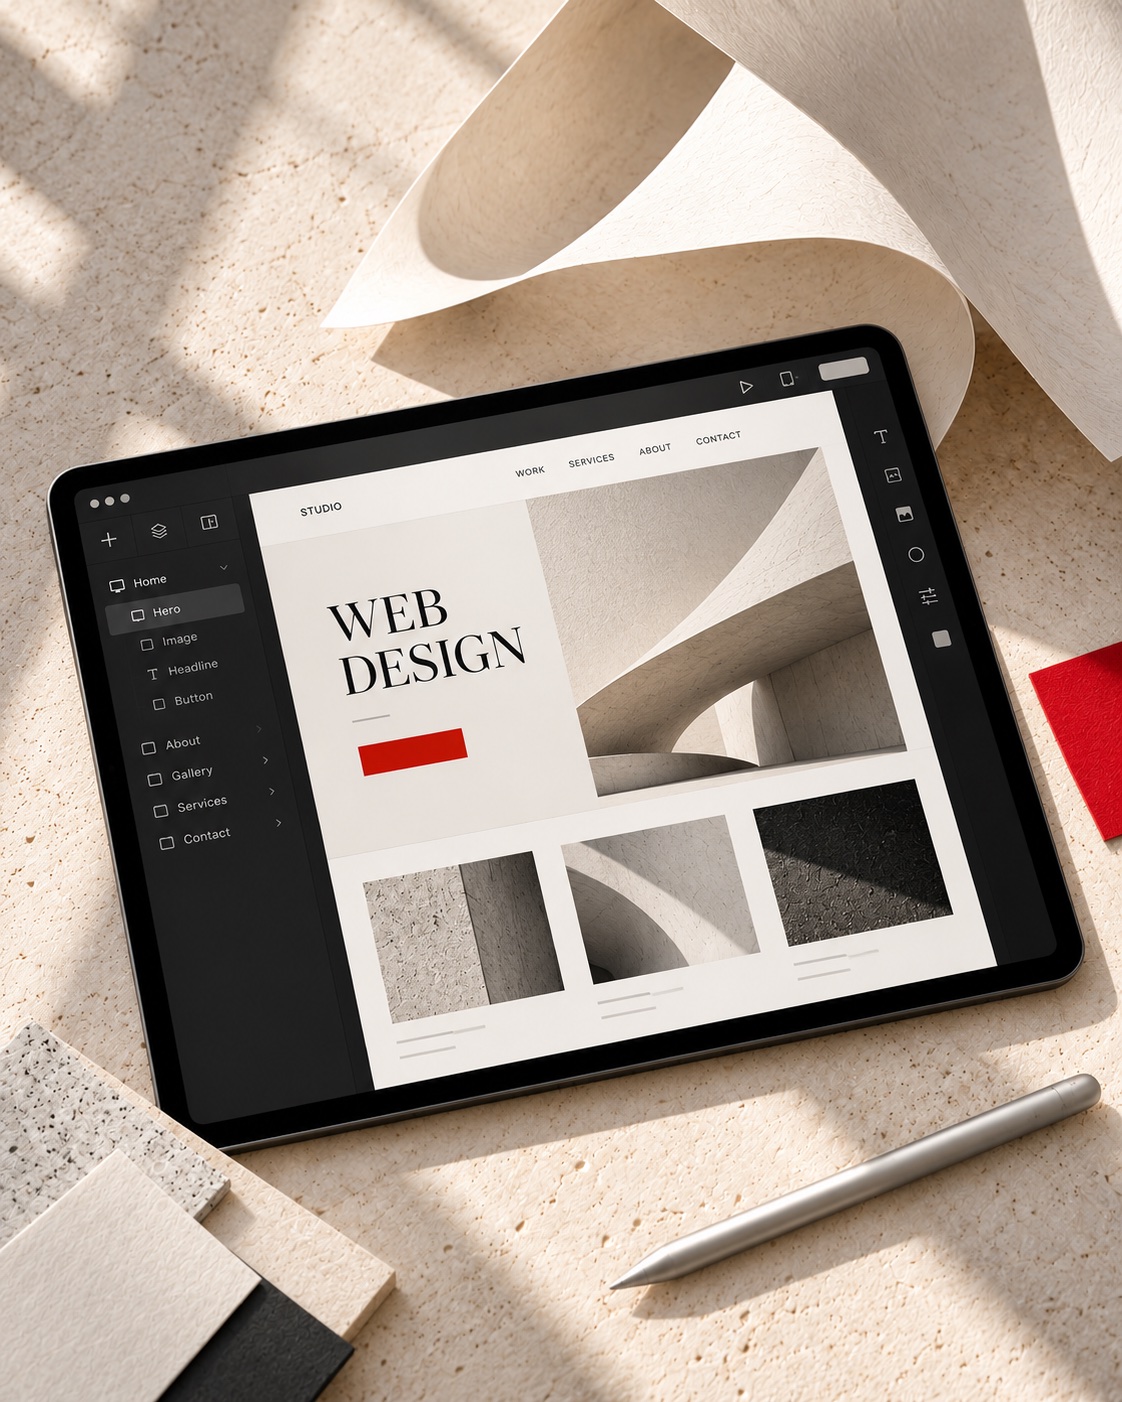 STUDIO
WORK
SERVICES
ABOUT
CONTACT
Home
Hero
Image
T Headline
Button
About
Gallery
Services
Contact
WEB
DESIGN
T